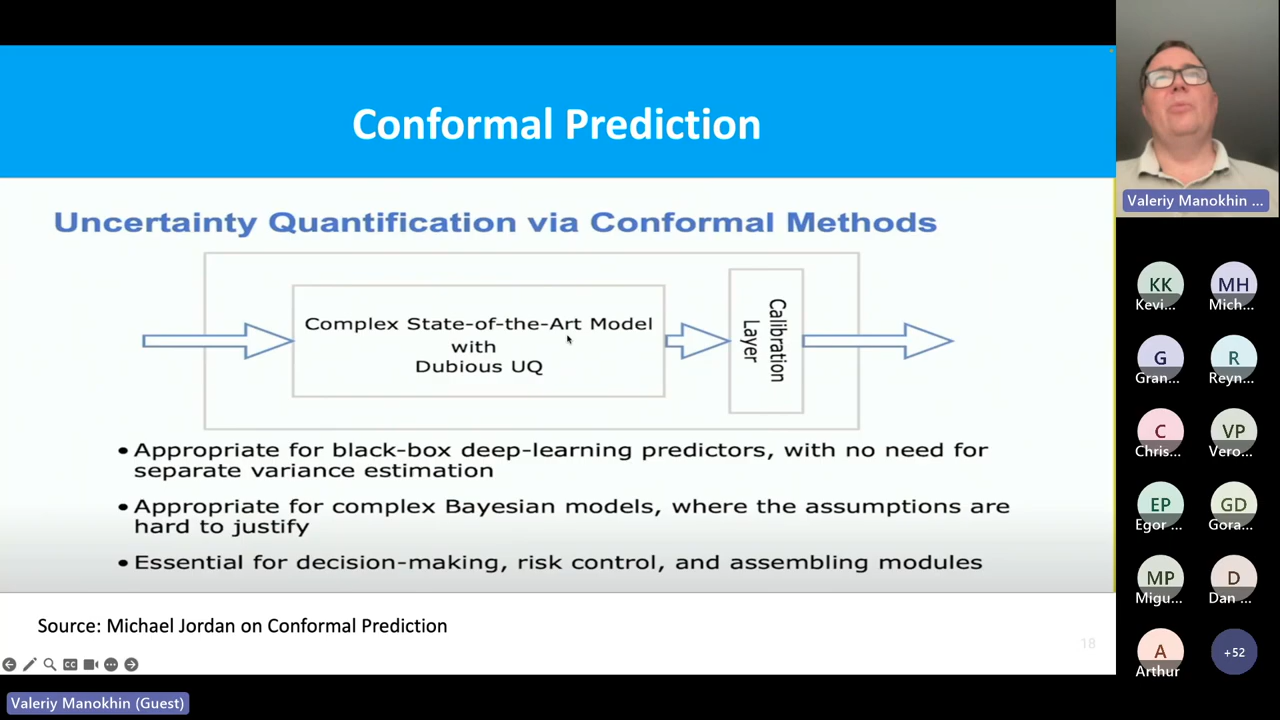 Conformal Prediction
Uncertainty Quantification via Conformal Methods
Complex State-of-the-Art Model
with
Dubious UQ
Calibration
Layer
• Appropriate for black-box deep-learning predictors, with no need for
separate variance estimation
• Appropriate for complex Bayesian models, where the assumptions are
hard to justify
• Essential for decision-making, risk control, and assembling modules
Source: Michael Jordan on Conformal Prediction
18
CC
Valeriy Manokhin (Guest)
Valeriy Manokhin ...
KK
MH
Kevi...
Mich...
G
R
Gran...
Reyn...
C
VP
Chris...
Vero...
EP
GD
Egor ...
Gora...
MP
D
Migu...
Dan ...
A
+52
Arthur